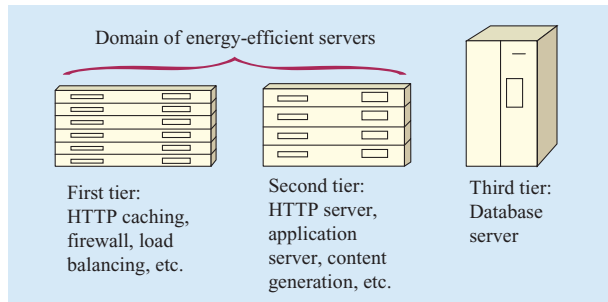 Domain of energy-efficient servers
First tier:
HTTP caching,
firewall, load
balancing, etc.
Second tier:
HTTP server,
application
server, content
generation, etc.
Third tier:
Database
server